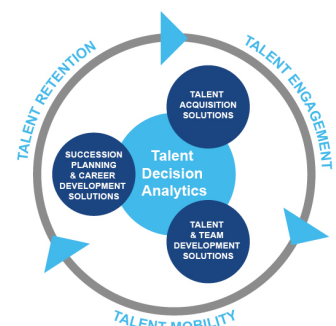 TALENT RETENTION
TALENT ENGAGEMENT
TALENT
ACQUISITION
SOLUTIONS
SUCCESSION
PLANNING
& CAREER
DEVELOPMENT
SOLUTIONS
Talent
Decision
Analytics
TALENT
& TEAM
DEVELOPMENT
SOLUTIONS
TALENT MOBILITY